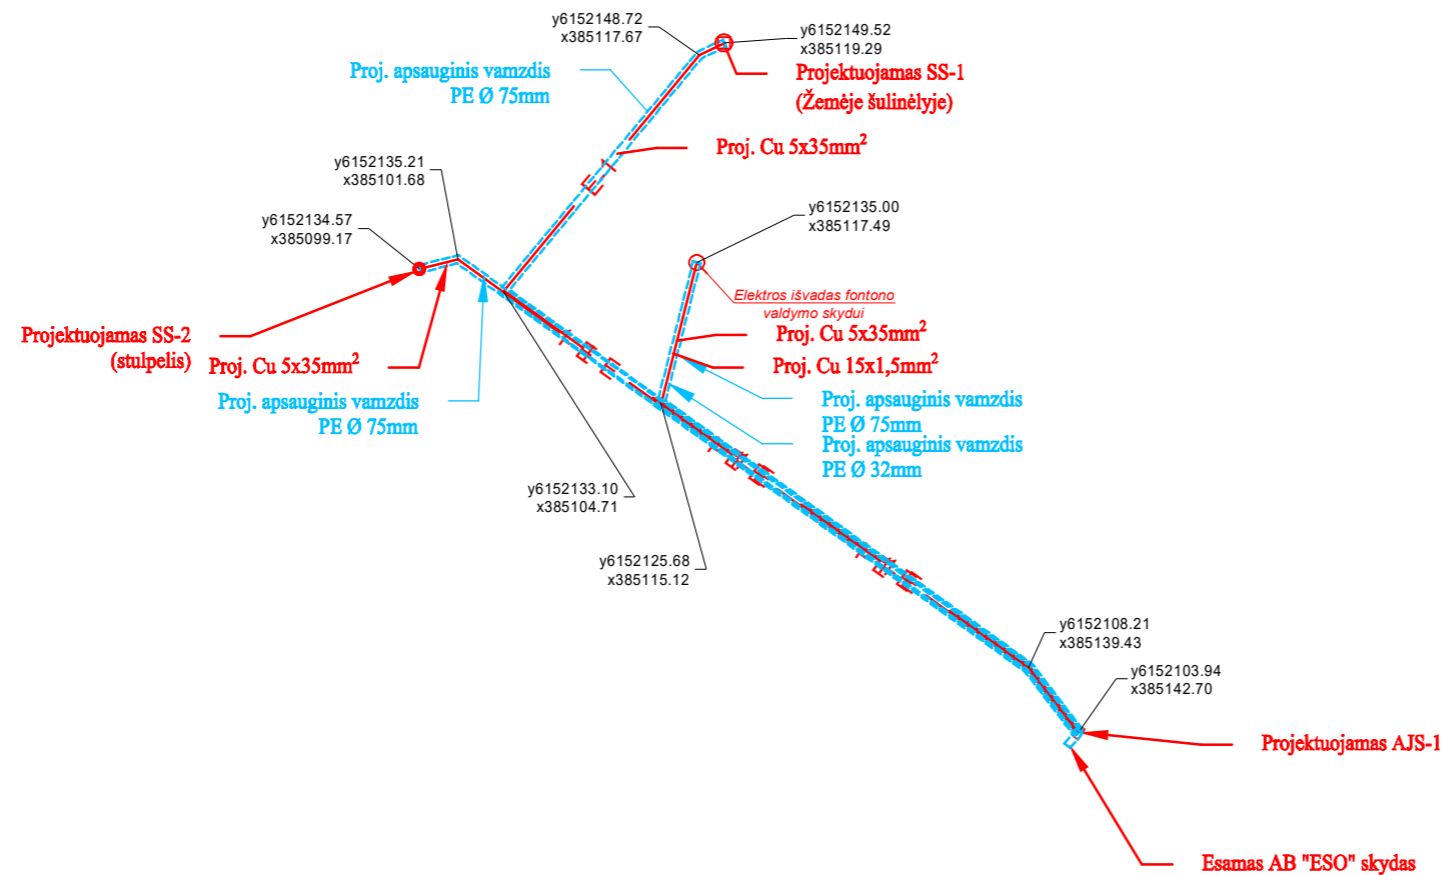 y6152148.72
x385117.67
y6152149.52
x385119.29
Proj. apsauginis vamzdis
PE Ø 75mm
Projektuojamas SS-1
(Žemėje šulinėlyje)
Proj. Cu 5x35mm²
y6152135.21
x385101.68
y6152134.57
x385099.17
y6152135.00
x385117.49
Elektros išvadas fontono
valdymo skydui
Projektuojamas SS-2
(stulpelis)
Proj. Cu 5x35mm²
Proj. apsauginis vamzdis
PE Ø 75mm
Proj. Cu 5x35mm²
Proj. Cu 15x1,5mm²
Proj. apsauginis vamzdis
PE Ø 75mm
Proj. apsauginis vamzdis
PE Ø 32mm
y6152133.10
x385104.71
y6152125.68
x385115.12
y6152108.21
x385139.43
y6152103.94
x385142.70
Projektuojamas AJS-1
Esamas AB "ESO" skydas